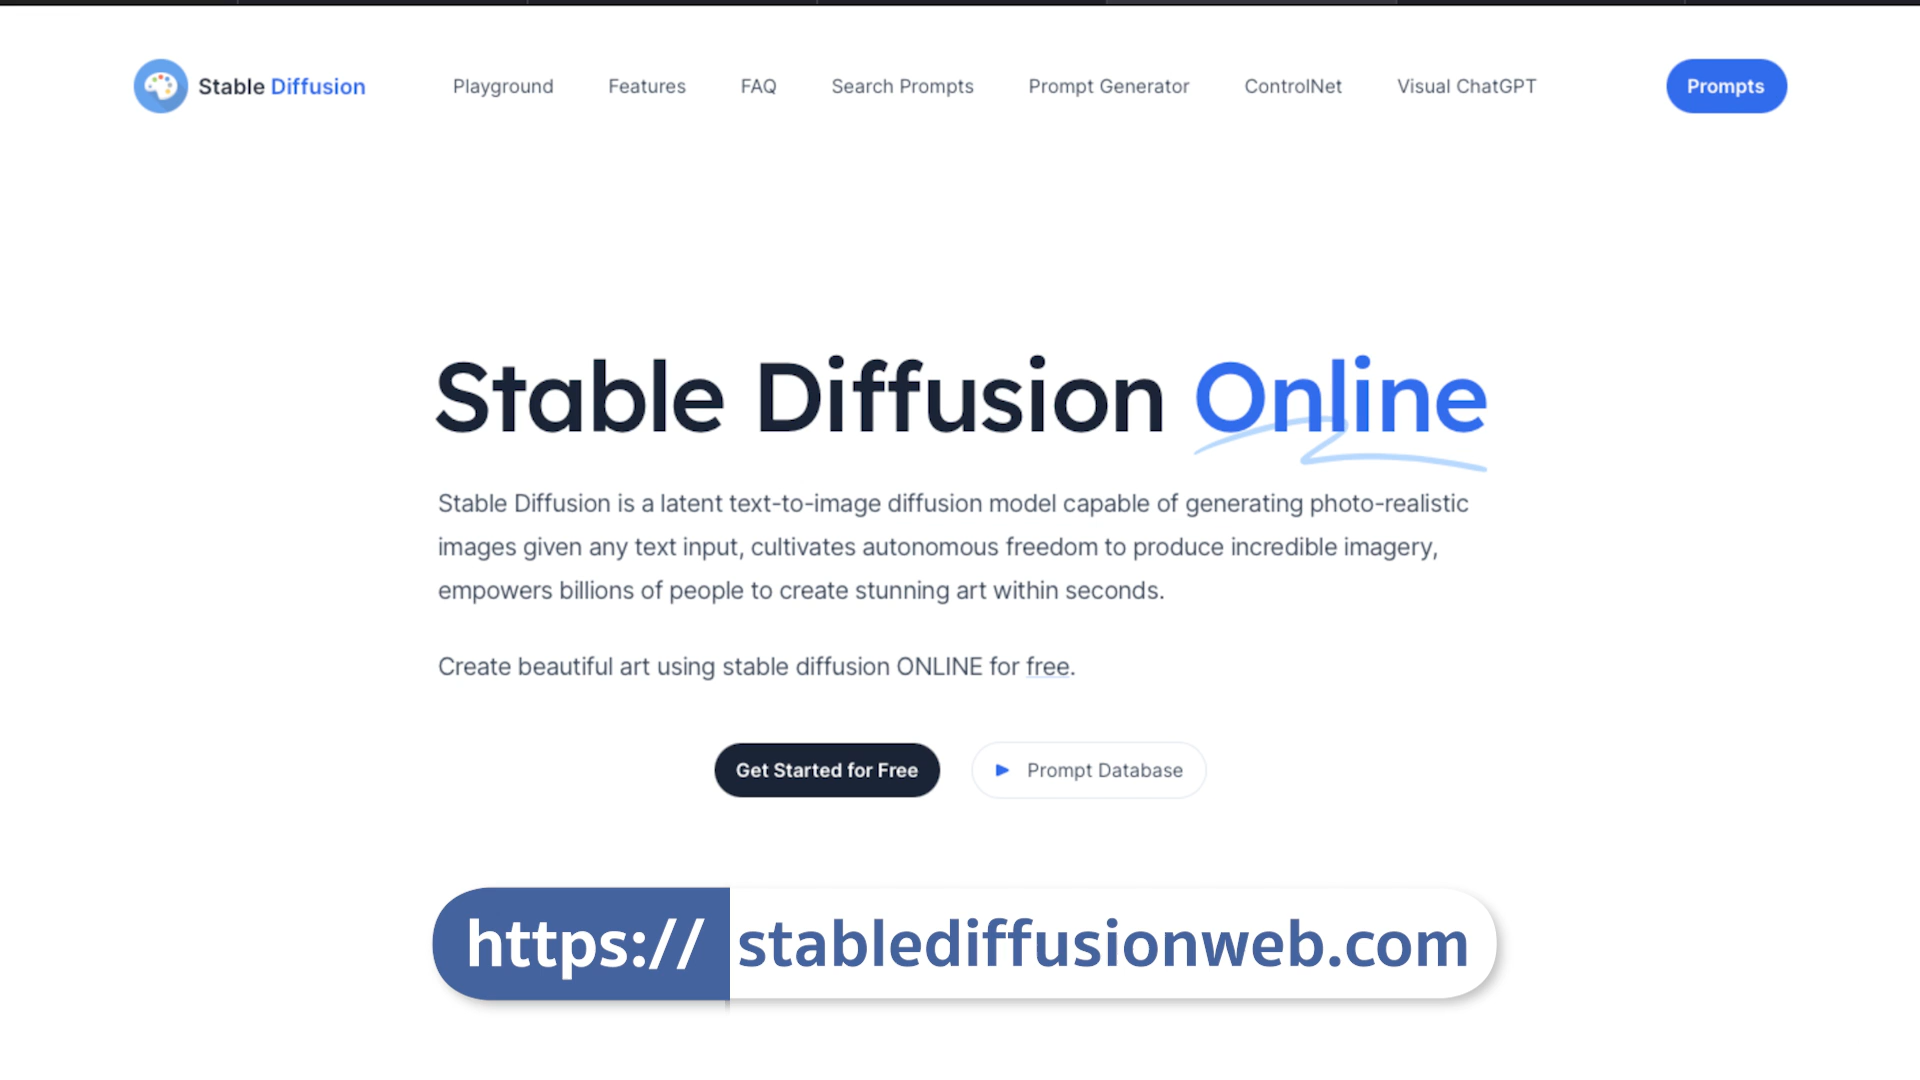 Stable Diffusion
Playground
Features
FAQ
Search Prompts
Prompt Generator
ControlNet
Visual ChatGPT
Prompts
Stable Diffusion Online
Stable Diffusion is a latent text-to-image diffusion model capable of generating photo-realistic
images given any text input, cultivates autonomous freedom to produce incredible imagery,
empowers billions of people to create stunning art within seconds.
Create beautiful art using stable diffusion ONLINE for free.
Get Started for Free
Prompt Database
https:// stablediffusionweb.com